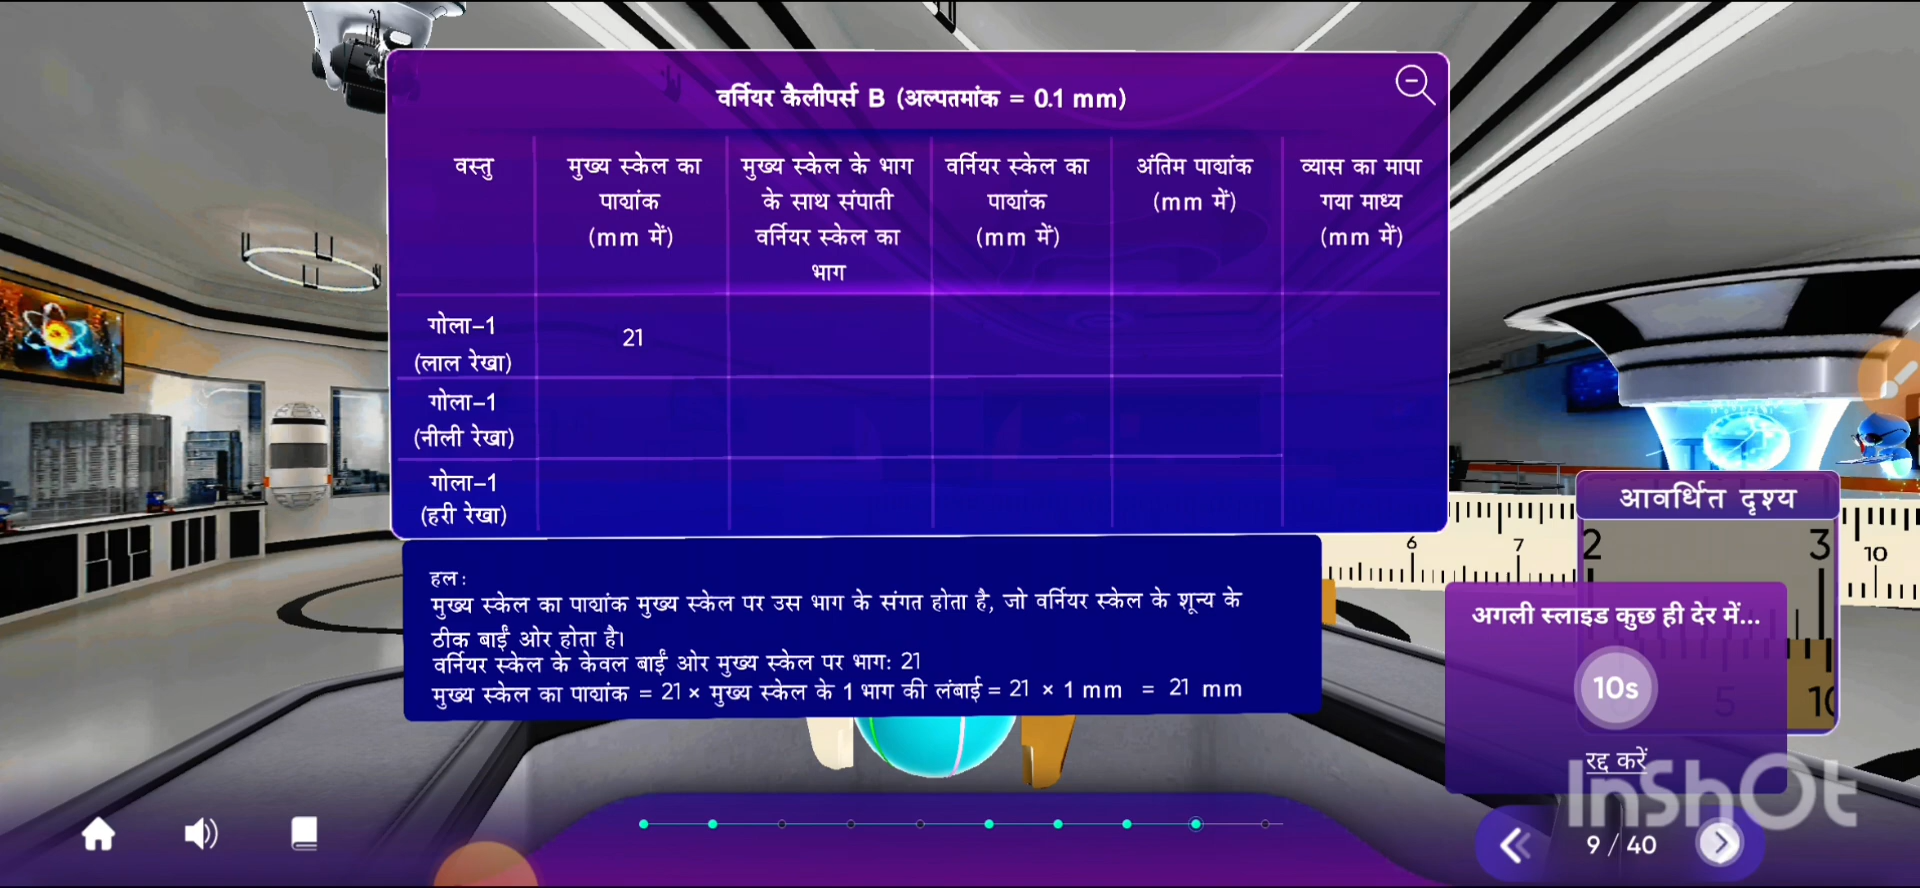 वर्नियर कैलीपर्स B (अल्पतमांक = 0.1 mm)
वस्तु
मुख्य स्केल का
पाठ्यांक
(mm में)
मुख्य स्केल के भाग
के साथ संपाती
वर्नियर स्केल का
भाग
वर्नियर स्केल का
पाठ्यांक
(mm में)
अंतिम पाठ्यांक
(mm में)
व्यास का मापा
गया माध्य
(mm में)
गोला-1
(लाल रेखा)
21
गोला-1
(नीली रेखा)
गोला-1
(हरी रेखा)
हल :
मुख्य स्केल का पाठ्यांक मुख्य स्केल पर उस भाग के संगत होता है, जो वर्नियर स्केल के शून्य के
ठीक बाईं ओर होता है।
वर्नियर स्केल के केवल बाईं ओर मुख्य स्केल पर भाग: 21
मुख्य स्केल का पाठ्यांक = 21 × मुख्य स्केल के 1 भाग की लंबाई = 21 × 1 mm = 21 mm
आवर्धित दृश्य
2 3
6 7 10
5 10
अगली स्लाइड कुछ ही देर में...
10s
रद्द करें
InShOt
9 / 40